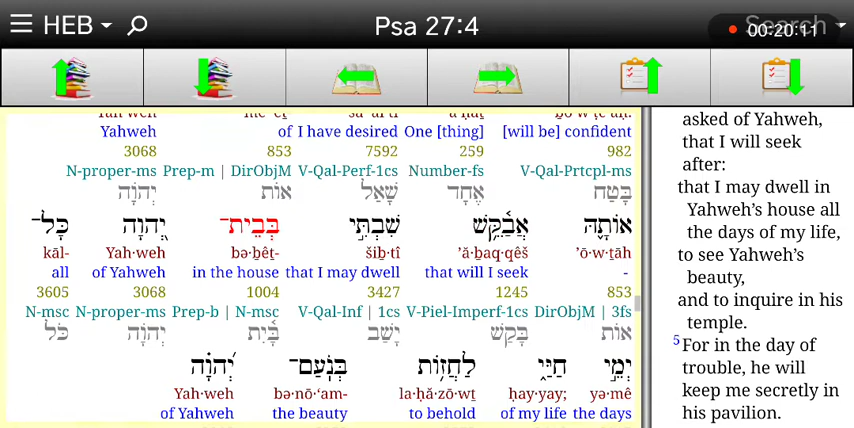 HEB
Psa 27:4
Search
00:20:11
Yahweh of I have desired One [thing] [will be] confident
3068 853 7592 259 982
N-proper-ms Prep-m | DirObjM V-Qal-Perf-1cs Number-fs V-Qal-Prtcpl-ms
בָּטַח אֶחָד שָׁאַל אוֹת יְהוָֹה
אוֹתָ֪הּ אֲבַ֫קֵּ֥שׁ שִׁבְתִּ֣י בְּבֵית־ יְ֭הוָה כָּל־
kāl- Yah·weh bə·ḇêṯ- šiḇ·tî ’ă·ḇaq·qêš ’ō·w·ṯāh
all of Yahweh in the house that I may dwell that will I seek -
3605 3068 1004 3427 1245 853
N-msc N-proper-ms Prep-b | N-msc V-Qal-Inf | 1cs V-Piel-Imperf-1cs DirObjM | 3fs
אוֹת בָּקַשׁ יָשַׁב בַּ֫יִת יְהוָֹה כֹּל
יְמֵ֣י חַיַּ֑י לַחֲז֥וֹת בְּנֹֽעַם־ יְ֝הוָ֗ה
Yah·weh bə·nō·‘am- la·ḥă·zō·wṯ ḥay·yay; yə·mê
of Yahweh the beauty to behold of my life the days
asked of Yahweh,
that I will seek
after:
that I may dwell in
Yahweh’s house all
the days of my life,
to see Yahweh’s
beauty,
and to inquire in his
temple.
5 For in the day of
trouble, he will
keep me secretly in
his pavilion.